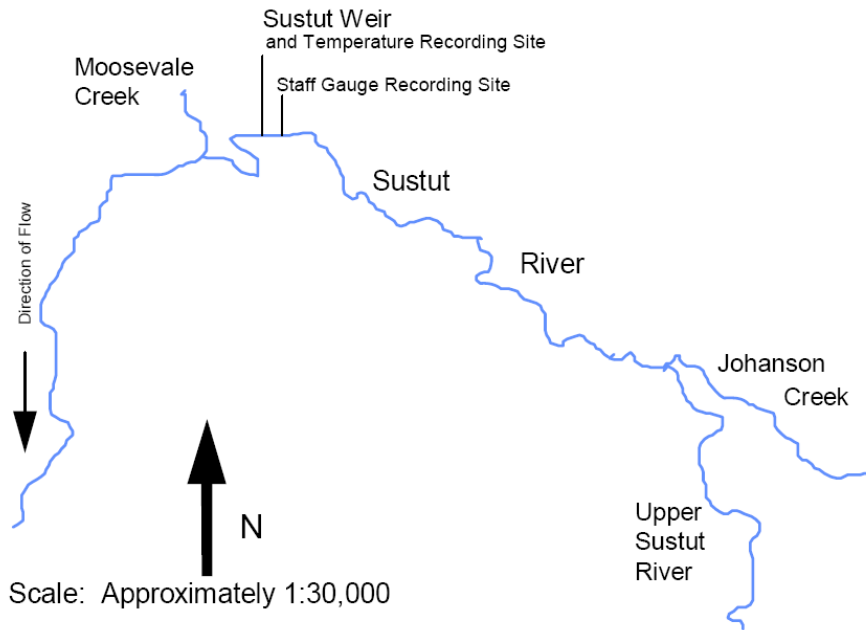 Sustut Weir
and Temperature Recording Site
Staff Gauge Recording Site
Moosevale
Creek
Sustut
River
Direction of Flow
Johanson
Creek
Upper
Sustut
River
N
Scale: Approximately 1:30,000